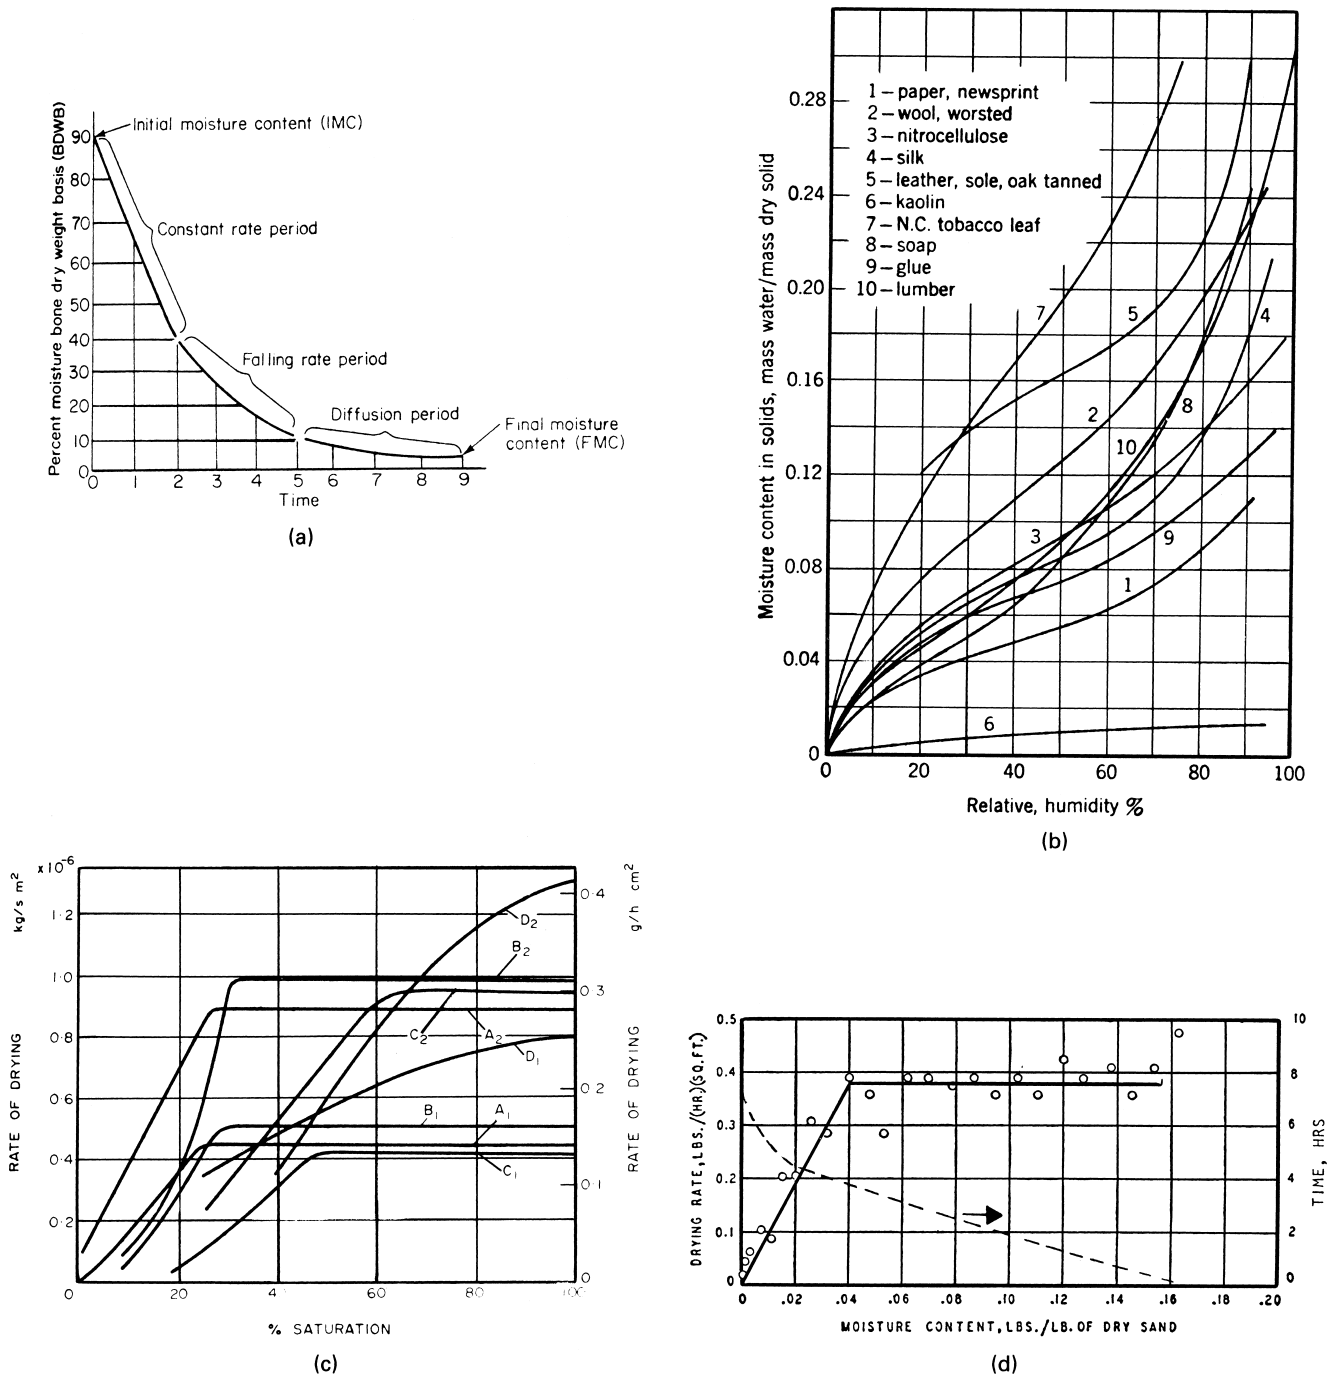 Percent moisture bone dry weight basis (BDWB)
90
80
70
60
50
40
30
20
10
0
Initial moisture content (IMC)
Constant rate period
Falling rate period
Diffusion period
Final moisture
content (FMC)
0 1 2 3 4 5 6 7 8 9
Time
(a)
Moisture content in solids, mass water/mass dry solid
0.28
0.24
0.20
0.16
0.12
0.08
0.04
0
1 – paper, newsprint
2 – wool, worsted
3 – nitrocellulose
4 – silk
5 – leather, sole, oak tanned
6 – kaolin
7 – N.C. tobacco leaf
8 – soap
9 – glue
10 – lumber
7
5
4
2
8
10
3
9
1
6
0 20 40 60 80 100
Relative, humidity %
(b)
kg/s m²
x10⁻⁶
1·2
1·0
0·8
0·6
0·4
0·2
RATE OF DRYING
D₂
B₂
C₂
A₂
D₁
B₁
A₁
C₁
g/h cm²
0·4
0·3
0·2
0·1
0
RATE OF DRYING
0 20 40 60 80 100
% SATURATION
(c)
DRYING RATE, LBS./(HR.)(SQ.FT.)
0.5
0.4
0.3
0.2
0.1
0
10
8
6
4
2
0
TIME, HRS
0 .02 .04 .06 .08 .10 .12 .14 .16 .18 .20
MOISTURE CONTENT, LBS./LB. OF DRY SAND
(d)